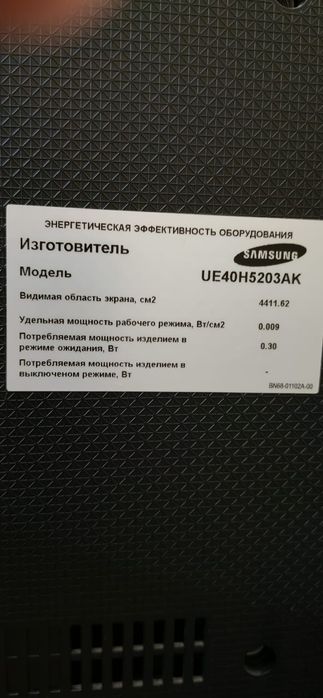 ЭНЕРГЕТИЧЕСКАЯ ЭФФЕКТИВНОСТЬ ОБОРУДОВАНИЯ
Изготовитель SAMSUNG
Модель UE40H5203AK
Видимая область экрана, см2 4411.62
Удельная мощность рабочего режима, Вт/см2 0.009
Потребляемая мощность изделием в
режиме ожидания, Вт 0.30
Потребляемая мощность изделием в
выключеном режиме, Вт -
BN68-01102A-00